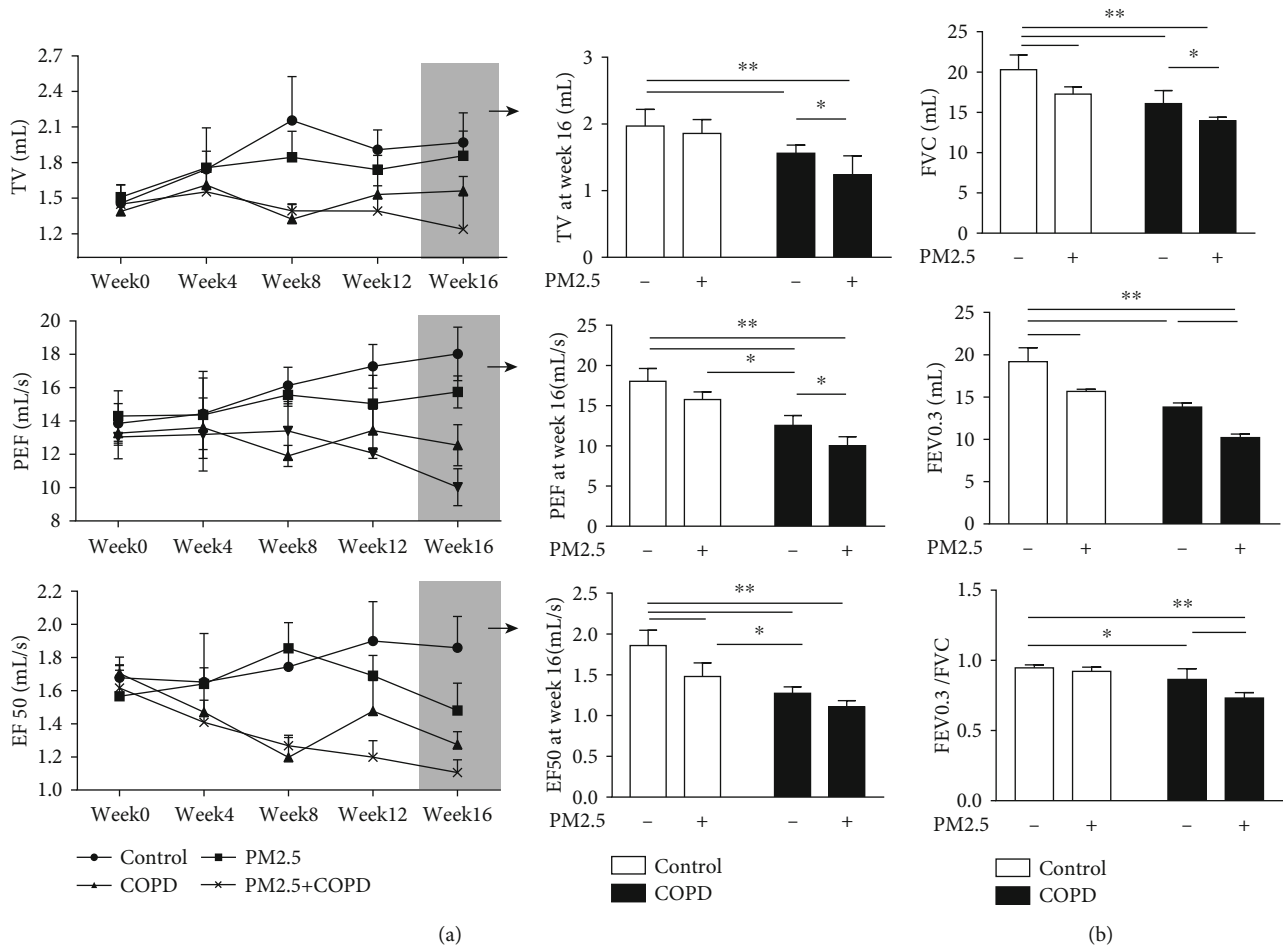 TV (mL)
2.7
2.4
2.1
1.8
1.5
1.2
Week0 Week4 Week8 Week12 Week16
TV at week 16 (mL)
3
2
1
0
**
*
PM2.5 – + – +
FVC (mL)
25
20
15
10
5
0
**
*
PM2.5 – + – +
PEF (mL/s)
20
18
16
14
12
10
8
Week0 Week4 Week8 Week12 Week16
PEF at week 16(mL/s)
25
20
15
10
5
0
**
*
*
PM2.5 – + – +
FEV0.3 (mL)
25
20
15
10
5
0
**
PM2.5 – + – +
EF 50 (mL/s)
2.2
2.0
1.8
1.6
1.4
1.2
1.0
Week0 Week4 Week8 Week12 Week16
EF50 at week 16(mL/s)
2.5
2.0
1.5
1.0
0.5
0.0
**
*
PM2.5 – + – +
FEV0.3 /FVC
1.5
1.0
0.5
0.0
**
*
PM2.5 – + – +
Control PM2.5
COPD PM2.5+COPD
Control
COPD
Control
COPD
(a)
(b)